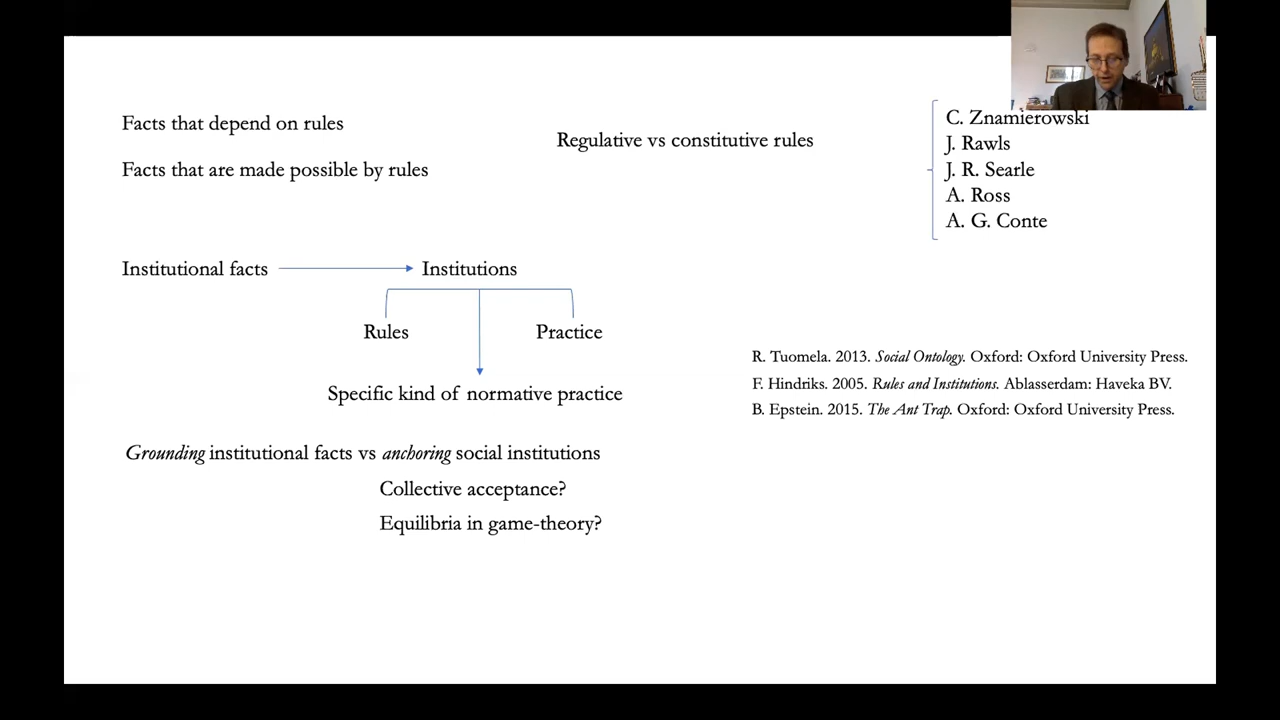 Facts that depend on rules
Facts that are made possible by rules
Regulative vs constitutive rules
C. Znamierowski
J. Rawls
J. R. Searle
A. Ross
A. G. Conte
Institutional facts
Institutions
Rules
Practice
Specific kind of normative practice
R. Tuomela. 2013. Social Ontology. Oxford: Oxford University Press.
F. Hindriks. 2005. Rules and Institutions. Ablasserdam: Haveka BV.
B. Epstein. 2015. The Ant Trap. Oxford: Oxford University Press.
Grounding institutional facts vs anchoring social institutions
Collective acceptance?
Equilibria in game-theory?